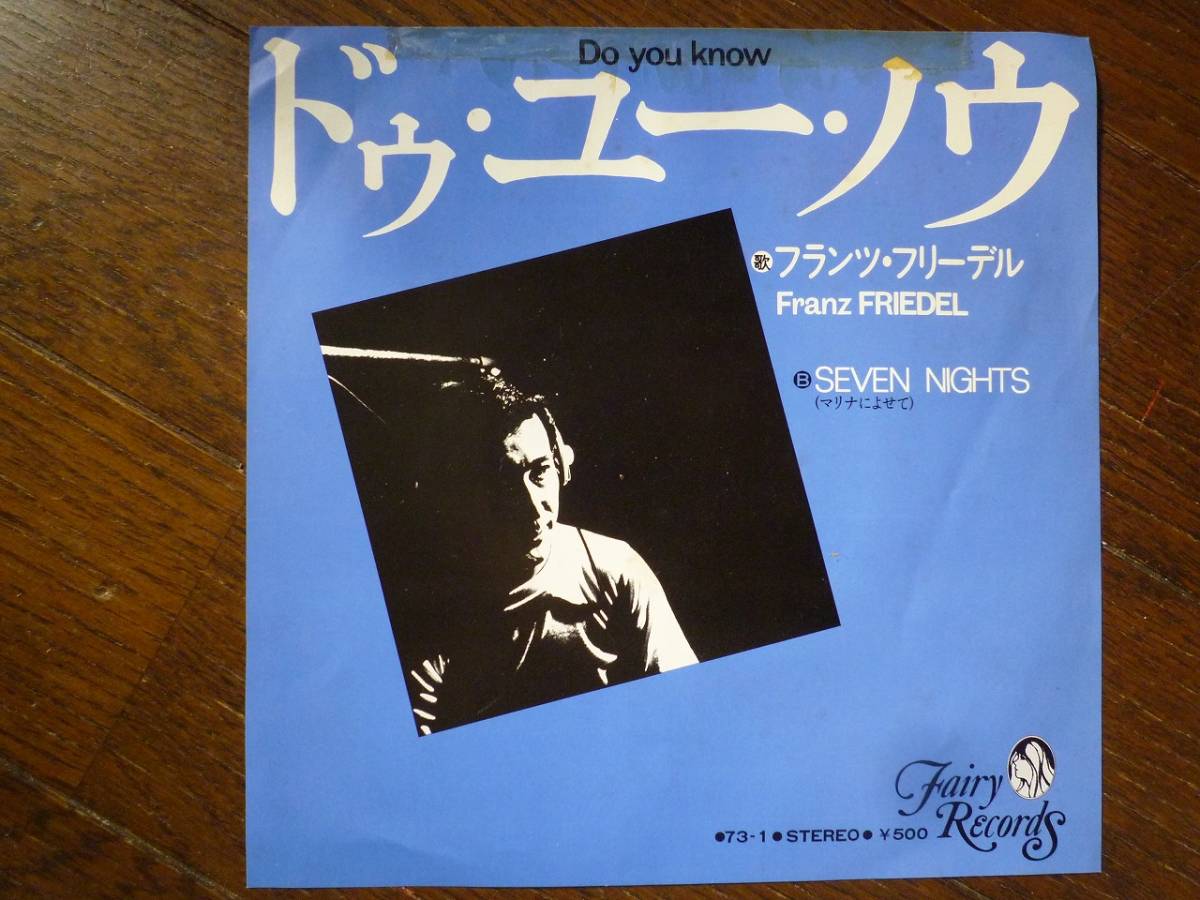 Do you know
ドゥ・ユー・ノウ
歌 フランツ・フリーデル
Franz FRIEDEL
B SEVEN NIGHTS
(マリナによせて)
Fairy
Records
●73-1●STEREO●¥500